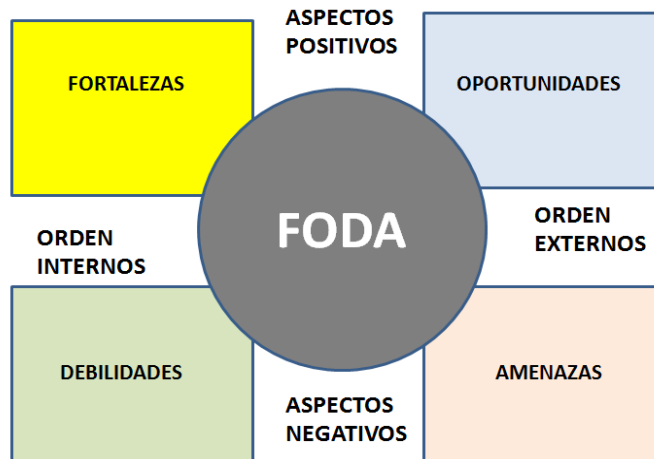 ASPECTOS
POSITIVOS
FORTALEZAS
OPORTUNIDADES
ORDEN
INTERNOS
FODA
ORDEN
EXTERNOS
DEBILIDADES
AMENAZAS
ASPECTOS
NEGATIVOS